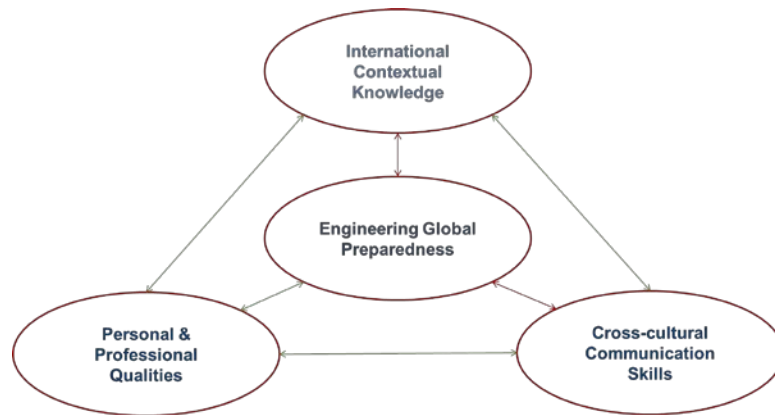 International
Contextual
Knowledge
Engineering Global
Preparedness
Personal &
Professional
Qualities
Cross-cultural
Communication
Skills